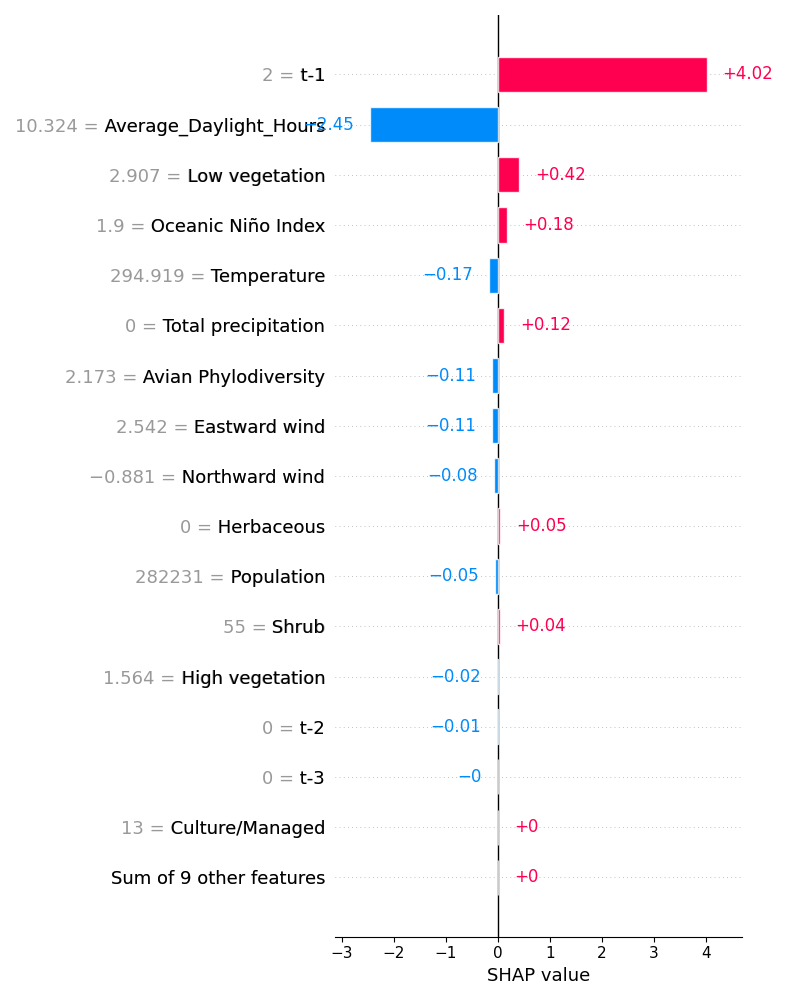 2 = t-1 +4.02
10.324 = Average_Daylight_Hours −2.45
2.907 = Low vegetation +0.42
1.9 = Oceanic Niño Index +0.18
294.919 = Temperature −0.17
0 = Total precipitation +0.12
2.173 = Avian Phylodiversity −0.11
2.542 = Eastward wind −0.11
−0.881 = Northward wind −0.08
0 = Herbaceous +0.05
282231 = Population −0.05
55 = Shrub +0.04
1.564 = High vegetation −0.02
0 = t-2 −0.01
0 = t-3 −0
13 = Culture/Managed +0
Sum of 9 other features +0
−3 −2 −1 0 1 2 3 4
SHAP value